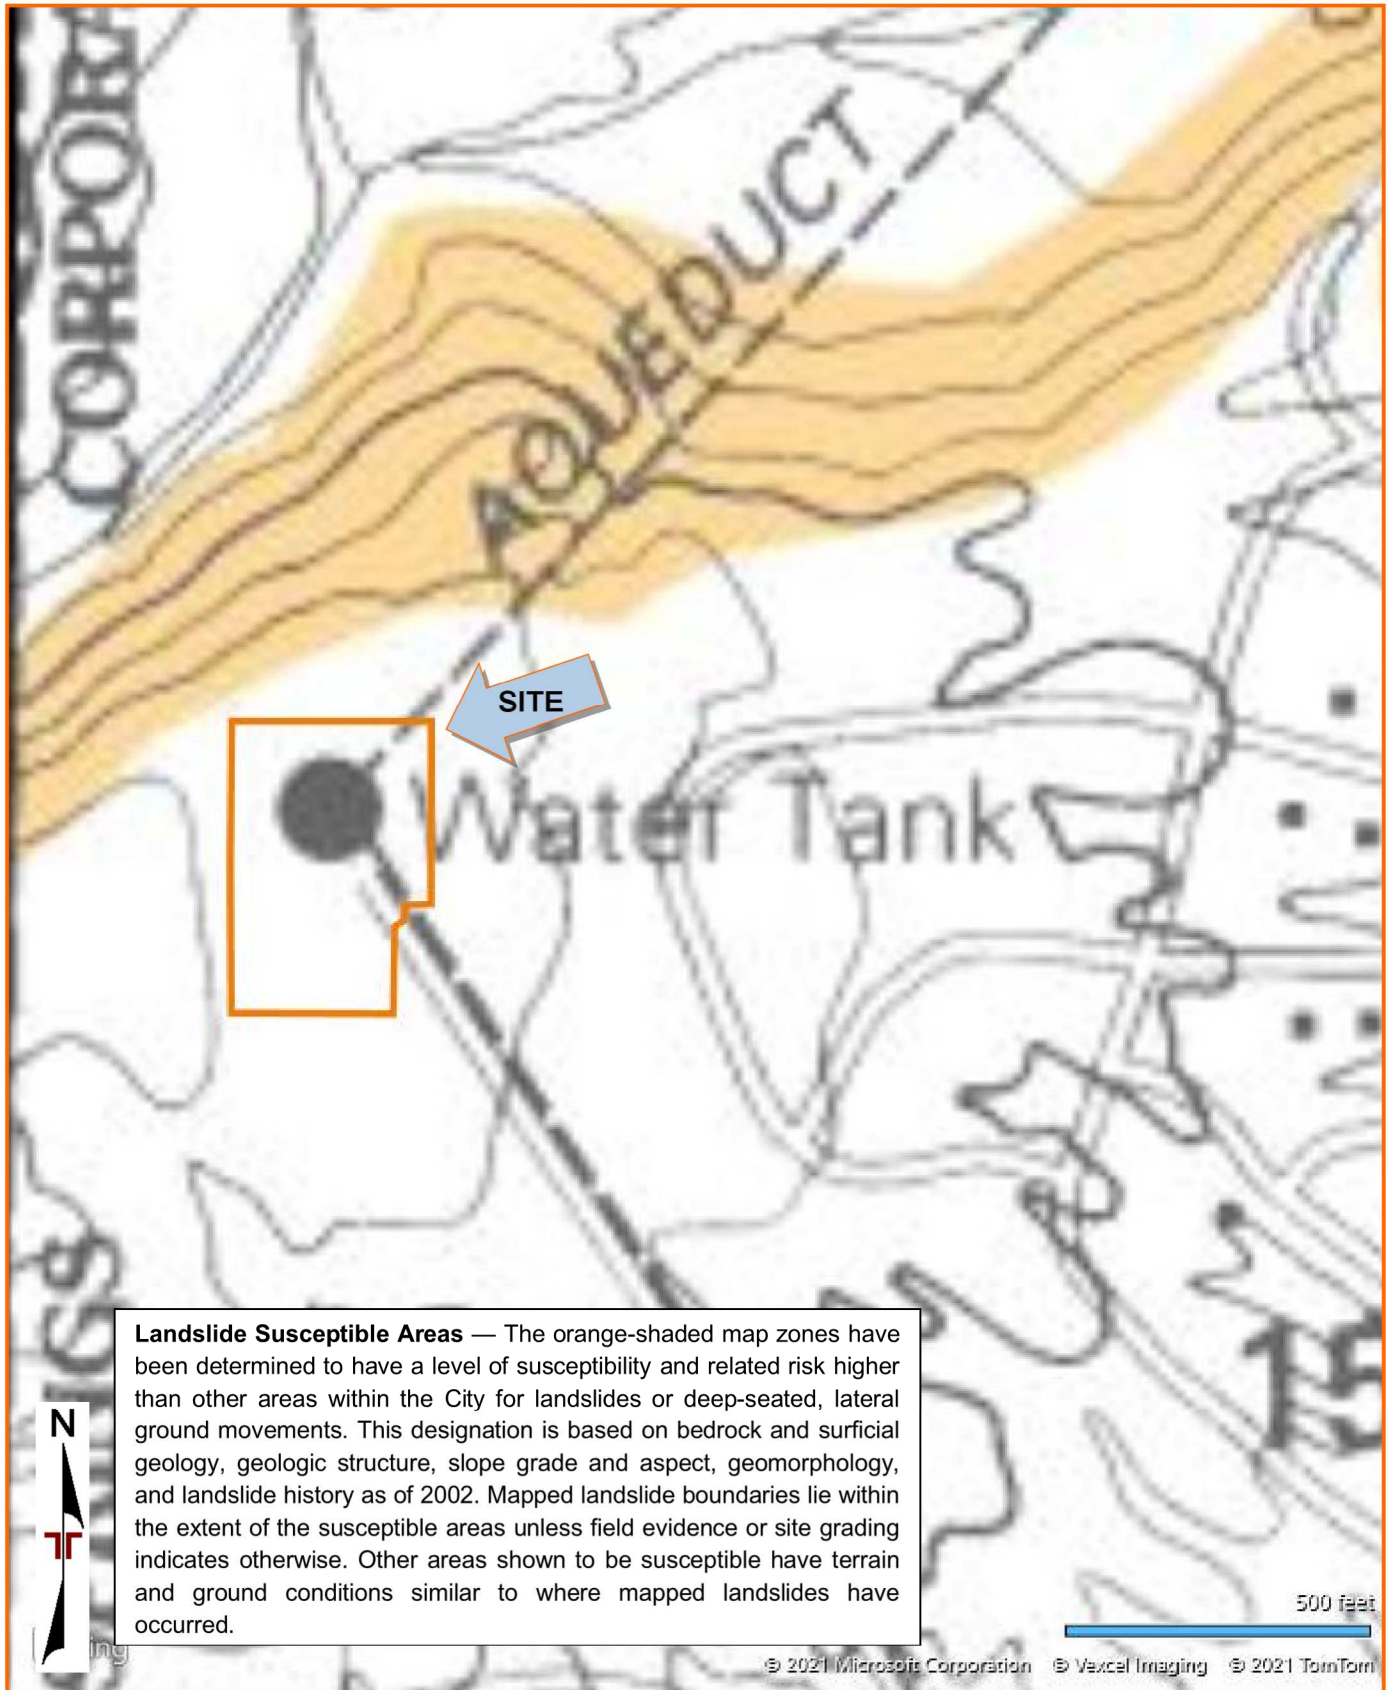 CORPORA
AQUEDUCT
SITE
Water Tank
15
Landslide Susceptible Areas — The orange-shaded map zones have
been determined to have a level of susceptibility and related risk higher
than other areas within the City for landslides or deep-seated, lateral
ground movements. This designation is based on bedrock and surficial
geology, geologic structure, slope grade and aspect, geomorphology,
and landslide history as of 2002. Mapped landslide boundaries lie within
the extent of the susceptible areas unless field evidence or site grading
indicates otherwise. Other areas shown to be susceptible have terrain
and ground conditions similar to where mapped landslides have
occurred.
N
500 feet
© 2021 Microsoft Corporation © Vexcel Imaging © 2021 TomTom